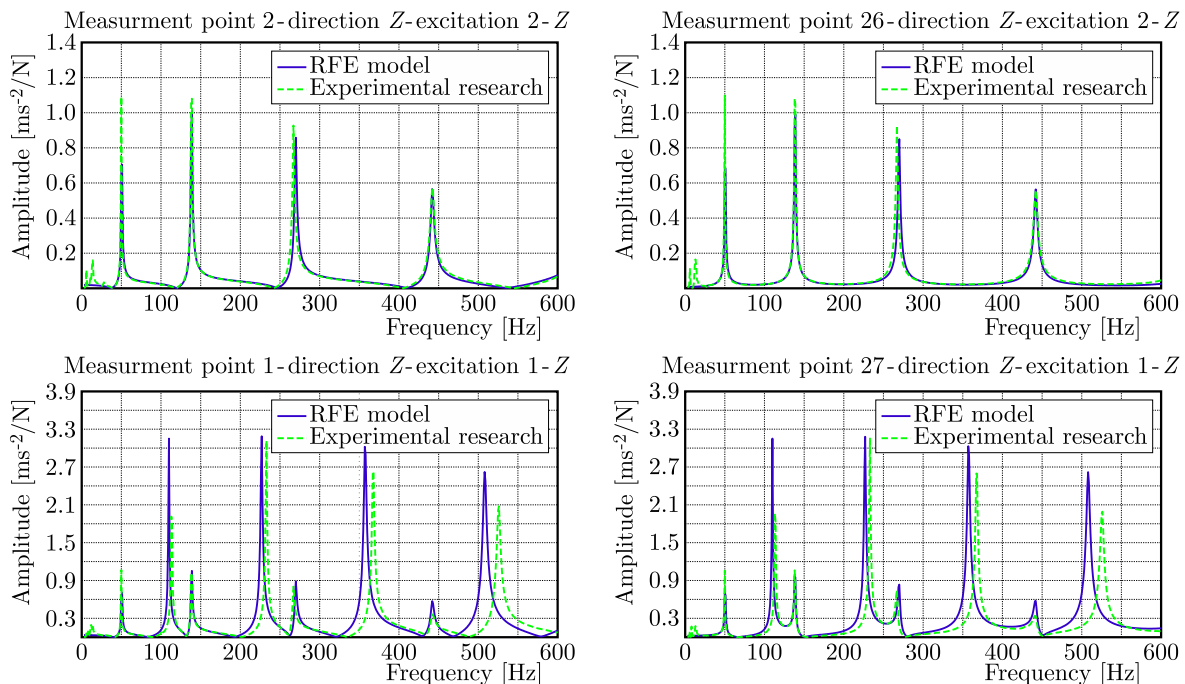 Measurment point 2-direction Z-excitation 2-Z
Amplitude [ms-2/N]
1.4
1.2
1.0
0.8
0.6
0.4
0.2
RFE model
Experimental research
0 100 200 300 400 500 600
Frequency [Hz]
Measurment point 26-direction Z-excitation 2-Z
Amplitude [ms-2/N]
1.4
1.2
1.0
0.8
0.6
0.4
0.2
RFE model
Experimental research
0 100 200 300 400 500 600
Frequency [Hz]
Measurment point 1-direction Z-excitation 1-Z
Amplitude [ms-2/N]
3.9
3.3
2.7
2.1
1.5
0.9
0.3
RFE model
Experimental research
0 100 200 300 400 500 600
Frequency [Hz]
Measurment point 27-direction Z-excitation 1-Z
Amplitude [ms-2/N]
3.9
3.3
2.7
2.1
1.5
0.9
0.3
RFE model
Experimental research
0 100 200 300 400 500 600
Frequency [Hz]